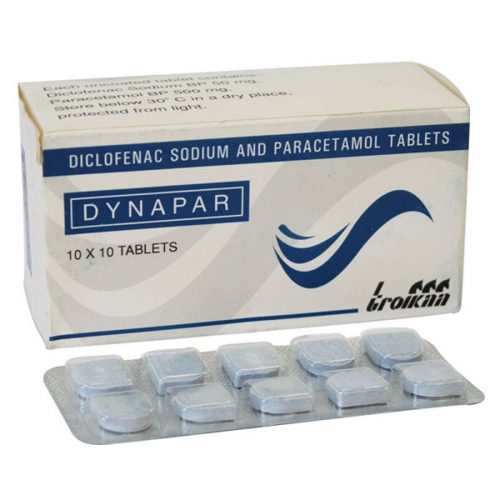 Each uncoated tablet contains -
Diclofenac Sodium BP 50 mg.
Paracetamol BP 500 mg.
Store below 30° C in a dry place,
protected from light.
DICLOFENAC SODIUM AND PARACETAMOL TABLETS
DYNAPAR
10 X 10 TABLETS
troikaa